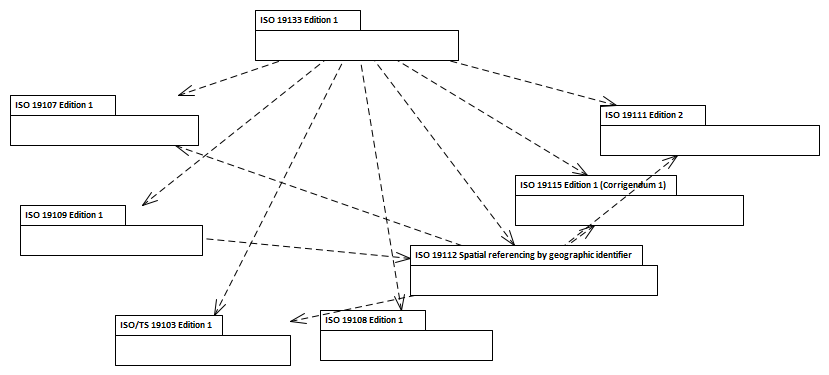 ISO 19133 Edition 1
ISO 19107 Edition 1
ISO 19111 Edition 2
ISO 19115 Edition 1 (Corrigendum 1)
ISO 19109 Edition 1
ISO 19112 Spatial referencing by geographic identifier
ISO/TS 19103 Edition 1
ISO 19108 Edition 1